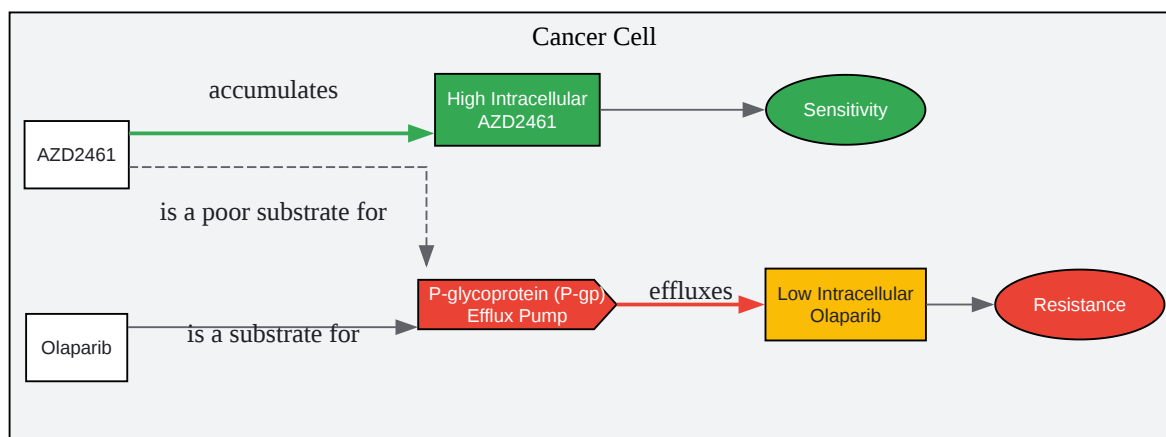 Cancer Cell
accumulates
High Intracellular
AZD2461
Sensitivity
AZD2461
is a poor substrate for
P-glycoprotein (P-gp)
Efflux Pump
effluxes
Low Intracellular
Olaparib
Resistance
Olaparib
is a substrate for